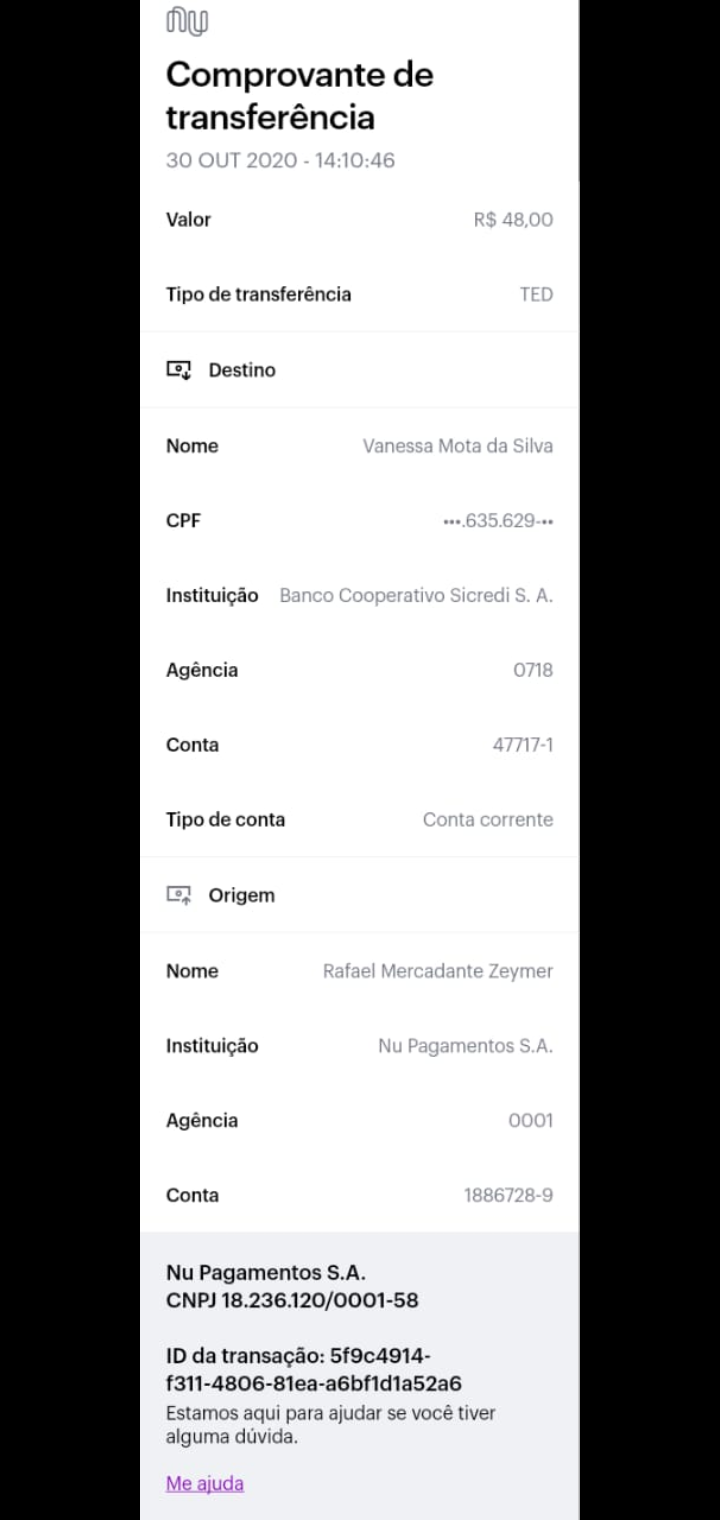 nu
Comprovante de
transferência
30 OUT 2020 - 14:10:46
Valor R$ 48,00
Tipo de transferência TED
Destino
Nome Vanessa Mota da Silva
CPF •••.635.629-••
Instituição Banco Cooperativo Sicredi S. A.
Agência 0718
Conta 47717-1
Tipo de conta Conta corrente
Origem
Nome Rafael Mercadante Zeymer
Instituição Nu Pagamentos S.A.
Agência 0001
Conta 1886728-9
Nu Pagamentos S.A.
CNPJ 18.236.120/0001-58
ID da transação: 5f9c4914-
f311-4806-81ea-a6bf1d1a52a6
Estamos aqui para ajudar se você tiver
alguma dúvida.
Me ajuda